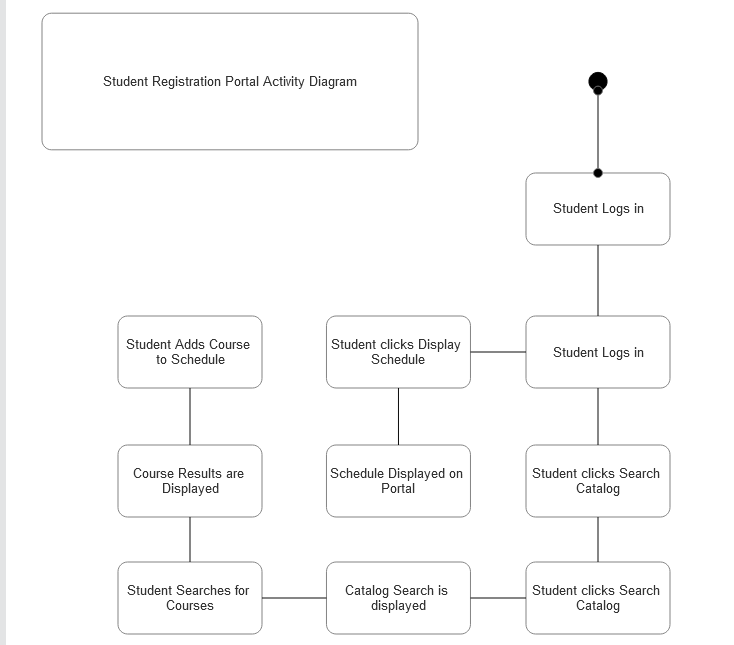 Student Registration Portal Activity Diagram
Student Logs in
Student Adds Course
to Schedule
Student clicks Display
Schedule
Student Logs in
Course Results are
Displayed
Schedule Displayed on
Portal
Student clicks Search
Catalog
Student Searches for
Courses
Catalog Search is
displayed
Student clicks Search
Catalog